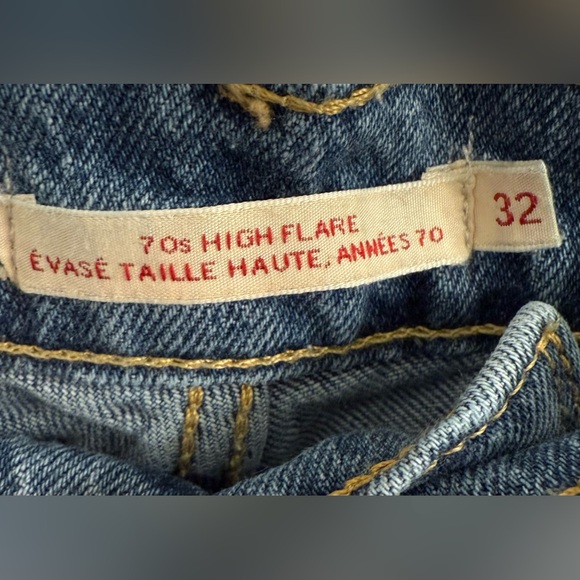 70s HIGH FLARE
ÉVASÉ TAILLE HAUTE, ANNÉES 70
32